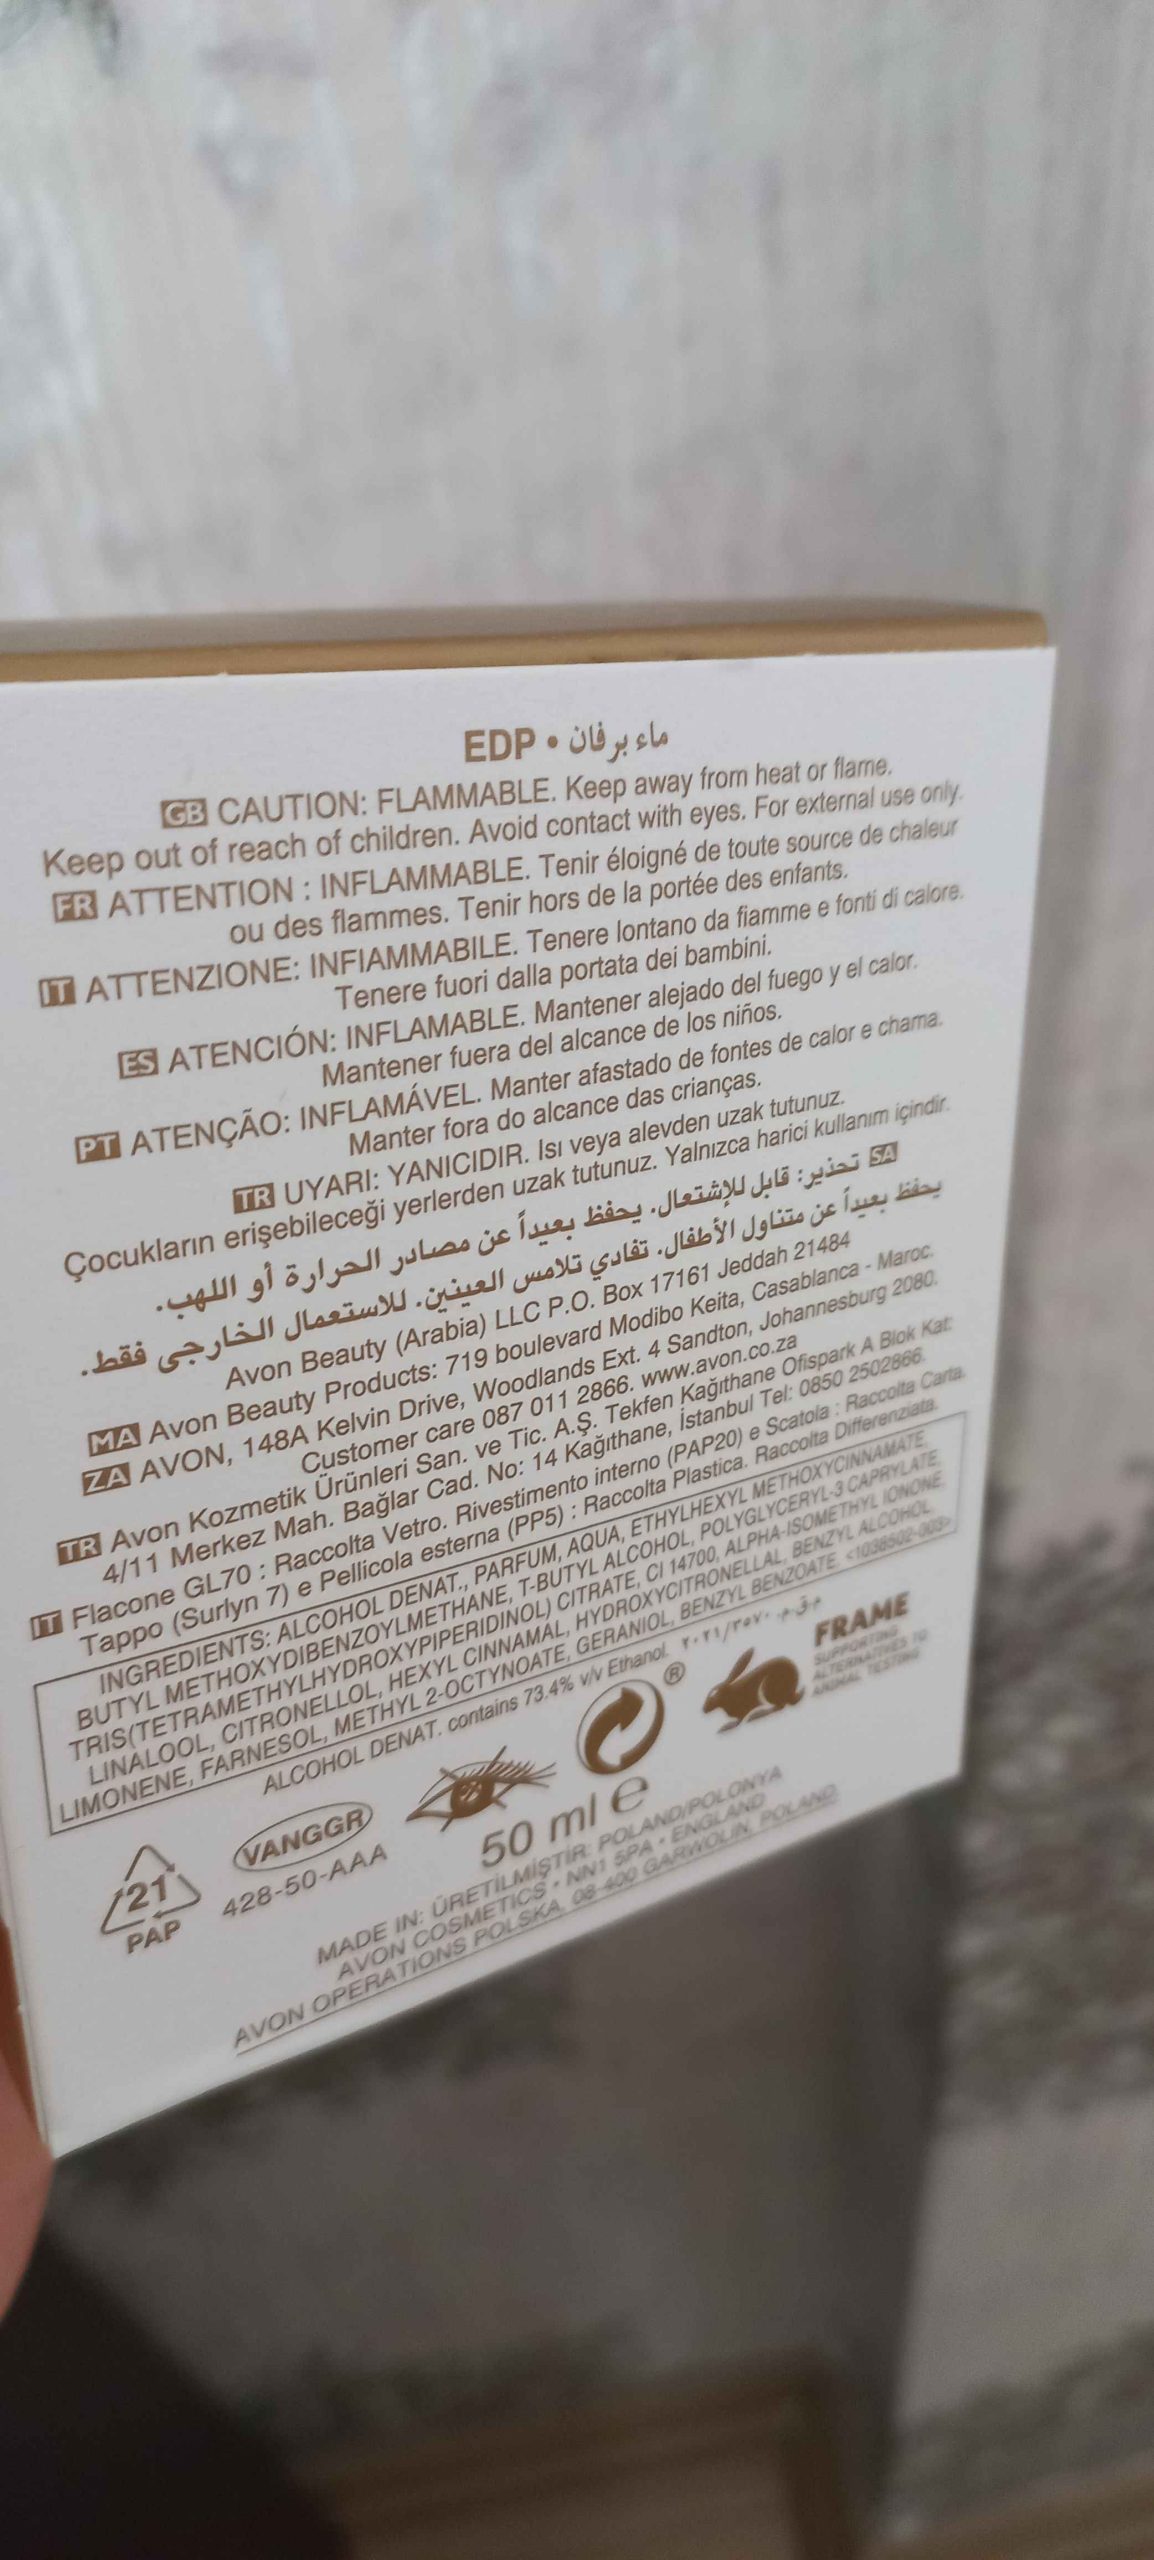 EDP • ماء برفان
GB CAUTION: FLAMMABLE. Keep away from heat or flame.
Keep out of reach of children. Avoid contact with eyes. For external use only.
FR ATTENTION : INFLAMMABLE. Tenir éloigné de toute source de chaleur
ou des flammes. Tenir hors de la portée des enfants.
IT ATTENZIONE: INFIAMMABILE. Tenere lontano da fiamme e fonti di calore.
Tenere fuori dalla portata dei bambini.
ES ATENCIÓN: INFLAMABLE. Mantener alejado del fuego y el calor.
Mantener fuera del alcance de los niños.
PT ATENÇÃO: INFLAMÁVEL. Manter afastado de fontes de calor e chama.
Manter fora do alcance das crianças.
TR UYARI: YANICIDIR. Isı veya alevden uzak tutunuz.
Çocukların erişebileceği yerlerden uzak tutunuz. Yalnızca harici kullanım içindir.
SA تحذير: قابل للإشتعال. يحفظ بعيداً عن مصادر الحرارة أو اللهب.
يحفظ بعيداً عن متناول الأطفال. تفادي تلامس العينين. للاستعمال الخارجي فقط.
Avon Beauty (Arabia) LLC P.O. Box 17161 Jeddah 21484
MA Avon Beauty Products: 719 boulevard Modibo Keita, Casablanca - Maroc.
ZA AVON, 148A Kelvin Drive, Woodlands Ext. 4 Sandton, Johannesburg 2080.
Customer care 087 011 2866. www.avon.co.za
TR Avon Kozmetik Ürünleri San. ve Tic. A.Ş. Tekfen Kağıthane Ofispark A Blok Kat:
4/11 Merkez Mah. Bağlar Cad. No: 14 Kağıthane, İstanbul Tel: 0850 2502866.
IT Flacone GL70 : Raccolta Vetro. Rivestimento interno (PAP20) e Scatola : Raccolta Carta.
Tappo (Surlyn 7) e Pellicola esterna (PP5) : Raccolta Plastica. Raccolta Differenziata.
INGREDIENTS: ALCOHOL DENAT., PARFUM, AQUA, ETHYLHEXYL METHOXYCINNAMATE,
BUTYL METHOXYDIBENZOYLMETHANE, T-BUTYL ALCOHOL, POLYGLYCERYL-3 CAPRYLATE,
TRIS(TETRAMETHYLHYDROXYPIPERIDINOL) CITRATE, CI 14700, ALPHA-ISOMETHYL IONONE,
LINALOOL, CITRONELLOL, HEXYL CINNAMAL, HYDROXYCITRONELLAL, BENZYL ALCOHOL,
LIMONENE, FARNESOL, METHYL 2-OCTYNOATE, GERANIOL, BENZYL BENZOATE. <1038502-003>
ALCOHOL DENAT. contains 73.4% v/v Ethanol. م.ق.م. ٢٠٢١/٣٥٧٠
21
PAP
VANGGR
428-50-AAA
®
FRAME
SUPPORTING
ALTERNATIVES TO
ANIMAL TESTING
50 ml e
MADE IN: ÜRETİLMİŞTİR: POLAND/POLONYA
AVON COSMETICS • NN1 5PA • ENGLAND
AVON OPERATIONS POLSKA, 08-400 GARWOLIN, POLAND.